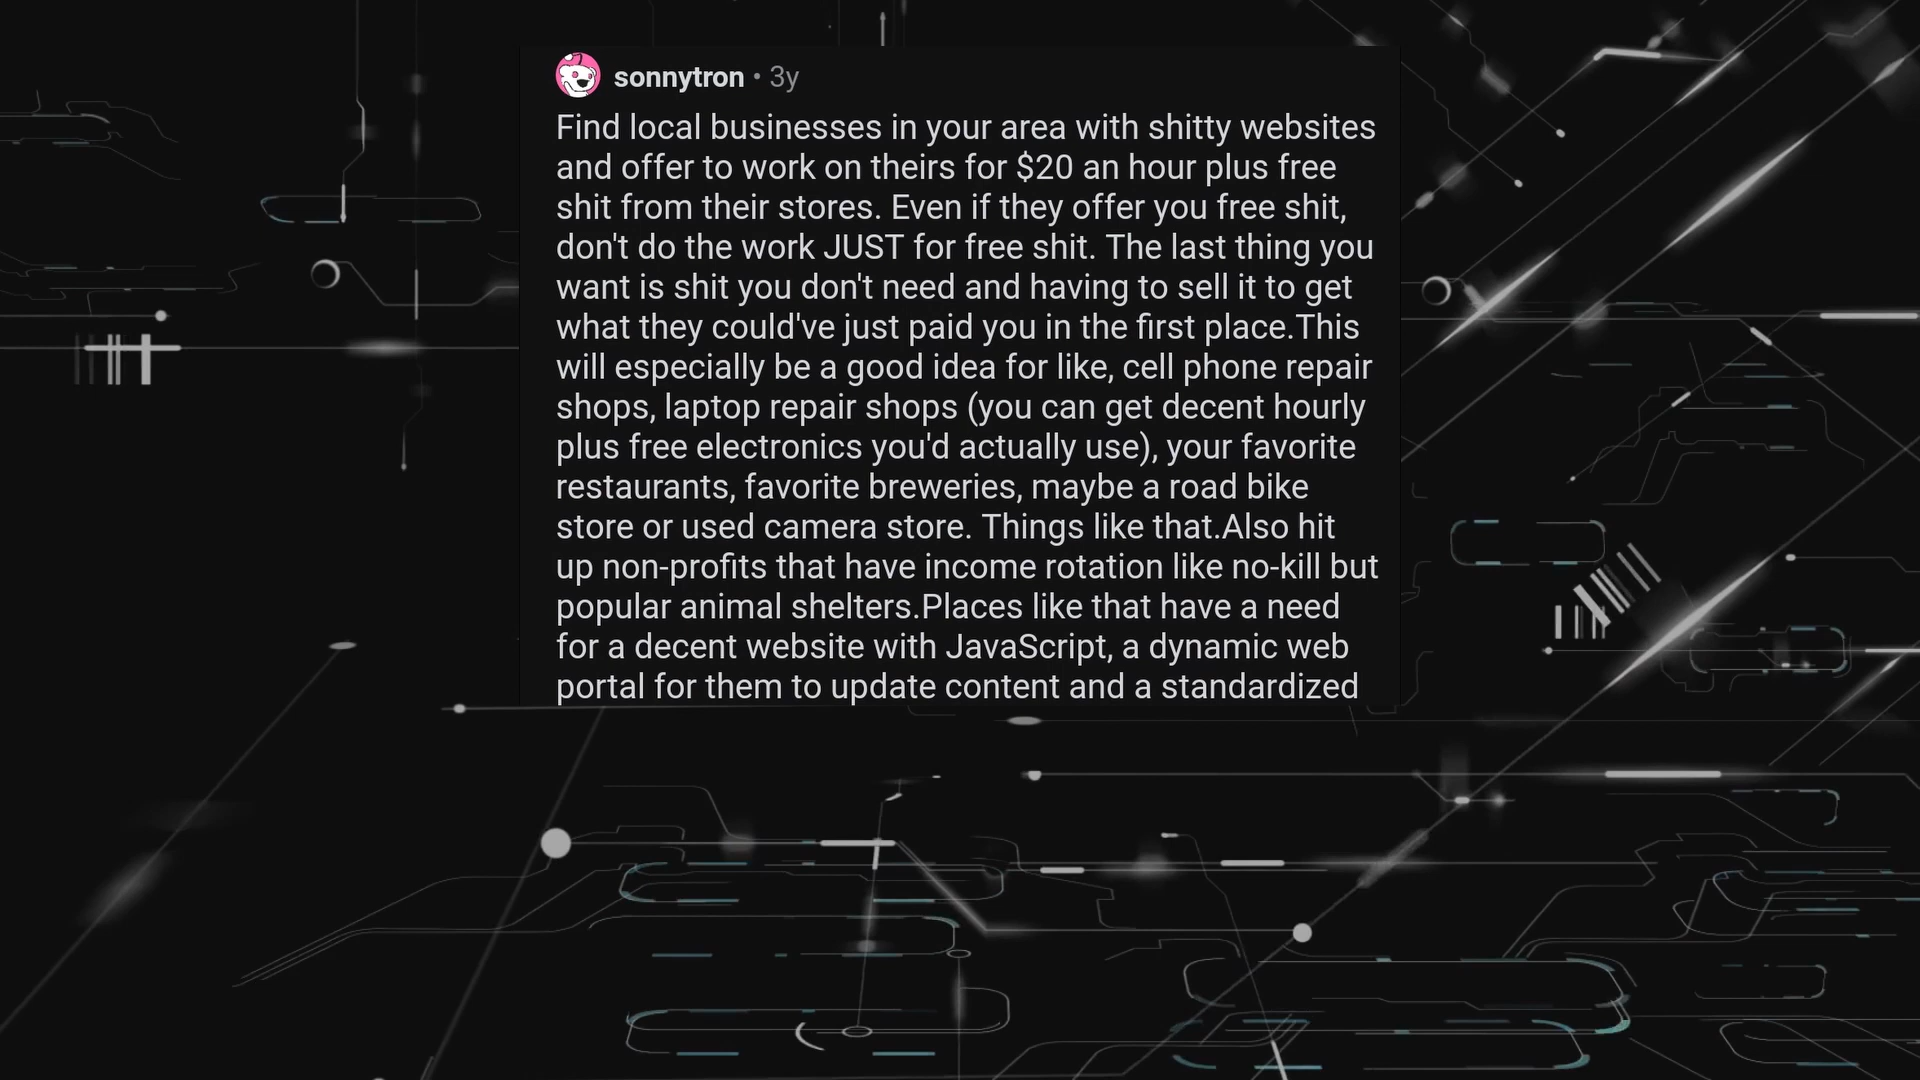 sonnytron • 3y
Find local businesses in your area with shitty websites
and offer to work on theirs for $20 an hour plus free
shit from their stores. Even if they offer you free shit,
don't do the work JUST for free shit. The last thing you
want is shit you don't need and having to sell it to get
what they could've just paid you in the first place.This
will especially be a good idea for like, cell phone repair
shops, laptop repair shops (you can get decent hourly
plus free electronics you'd actually use), your favorite
restaurants, favorite breweries, maybe a road bike
store or used camera store. Things like that.Also hit
up non-profits that have income rotation like no-kill but
popular animal shelters.Places like that have a need
for a decent website with JavaScript, a dynamic web
portal for them to update content and a standardized